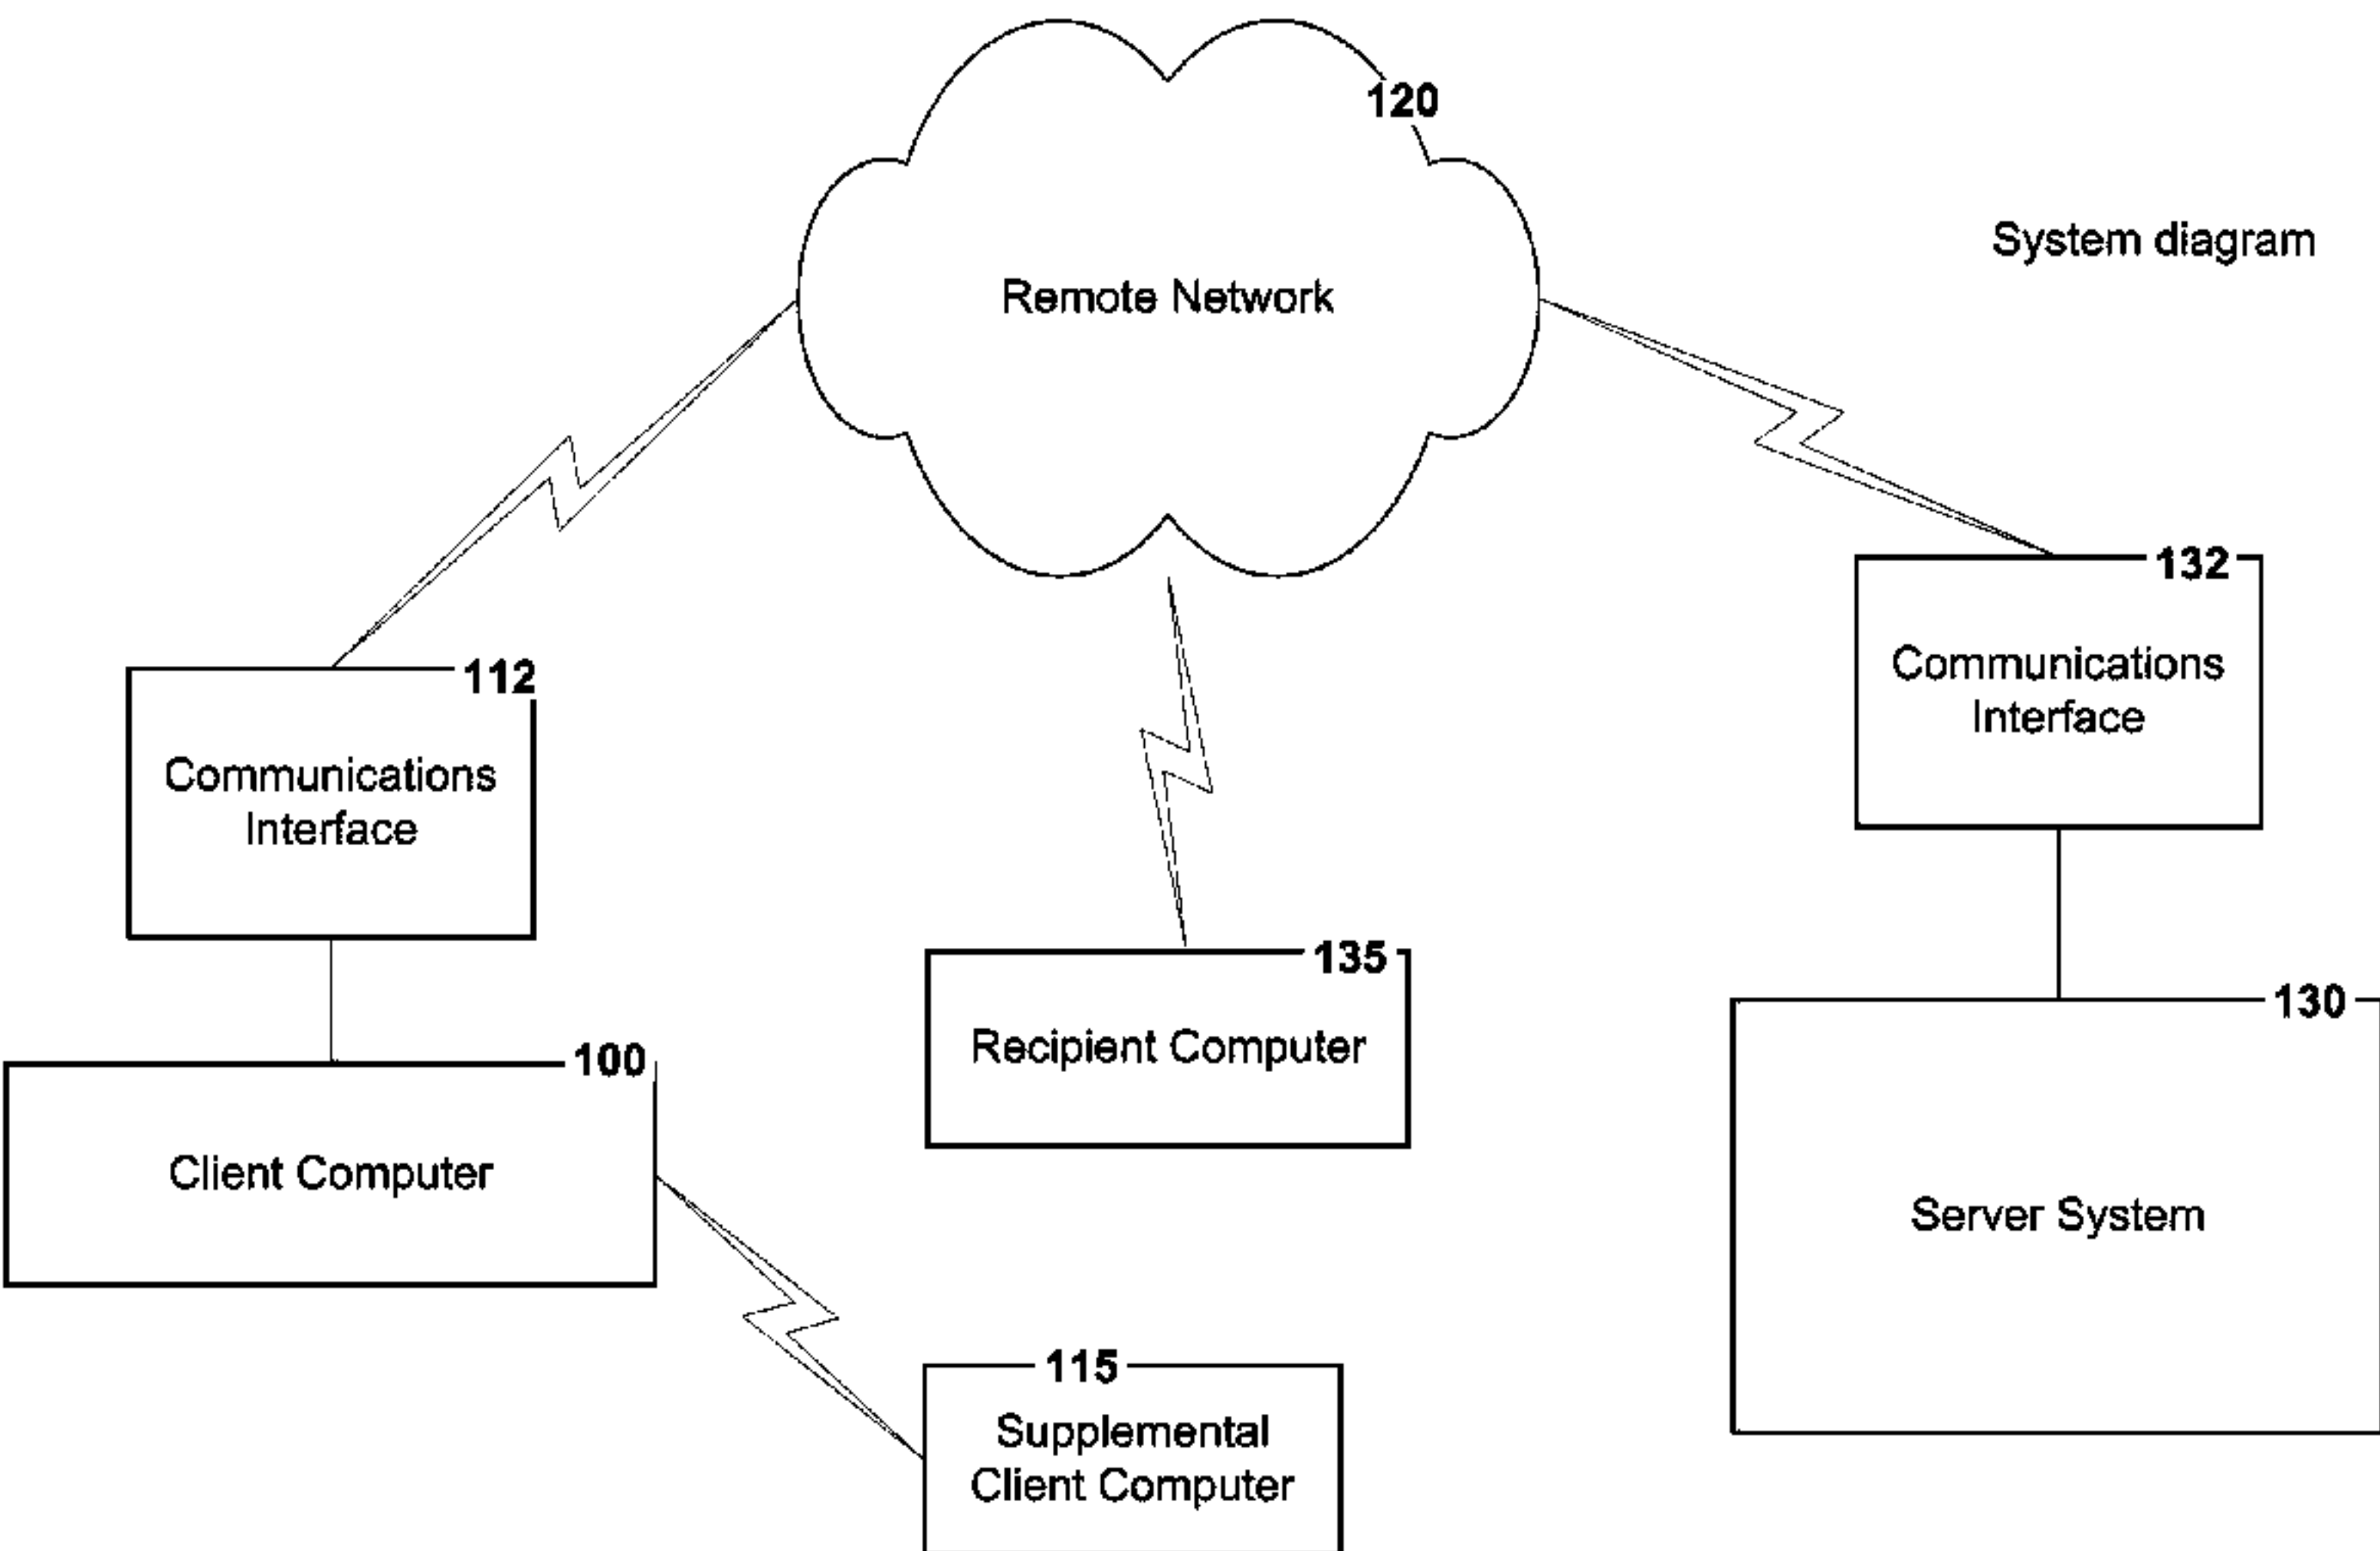 120
System diagram
Remote Network
132
Communications
Interface
112
Communications
Interface
135
Recipient Computer
130
Server System
100
Client Computer
115
Supplemental
Client Computer